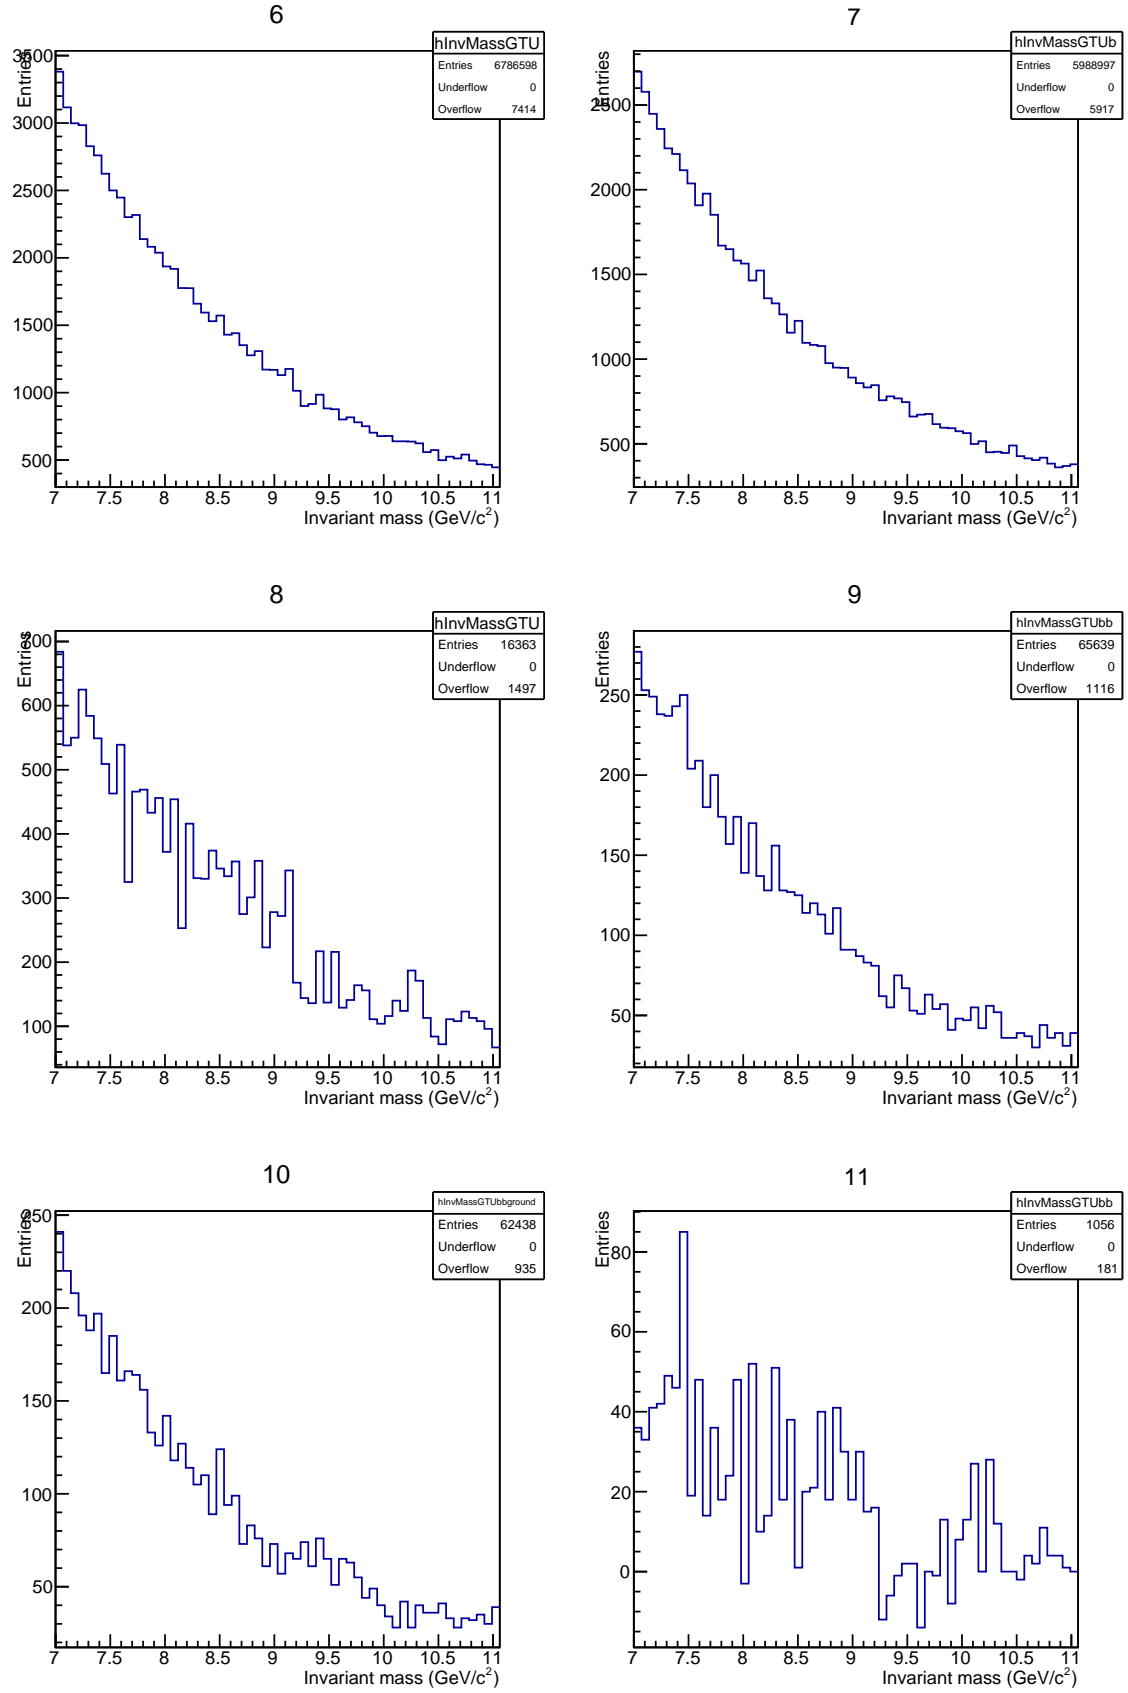 6
hInvMassGTU
Entries 6786598
Underflow 0
Overflow 7414
Entries
3500
3000
2500
2000
1500
1000
500
7 7.5 8 8.5 9 9.5 10 10.5 11
Invariant mass (GeV/c²)
7
hInvMassGTUb
Entries 5988997
Underflow 0
Overflow 5917
Entries
2500
2000
1500
1000
500
7 7.5 8 8.5 9 9.5 10 10.5 11
Invariant mass (GeV/c²)
8
hInvMassGTU
Entries 16363
Underflow 0
Overflow 1497
Entries
600
500
400
300
200
100
7 7.5 8 8.5 9 9.5 10 10.5 11
Invariant mass (GeV/c²)
9
hInvMassGTUbb
Entries 65639
Underflow 0
Overflow 1116
Entries
250
200
150
100
50
7 7.5 8 8.5 9 9.5 10 10.5 11
Invariant mass (GeV/c²)
10
hInvMassGTUbbground
Entries 62438
Underflow 0
Overflow 935
Entries
250
200
150
100
50
7 7.5 8 8.5 9 9.5 10 10.5 11
Invariant mass (GeV/c²)
11
hInvMassGTUbb
Entries 1056
Underflow 0
Overflow 181
Entries
80
60
40
20
0
7 7.5 8 8.5 9 9.5 10 10.5 11
Invariant mass (GeV/c²)